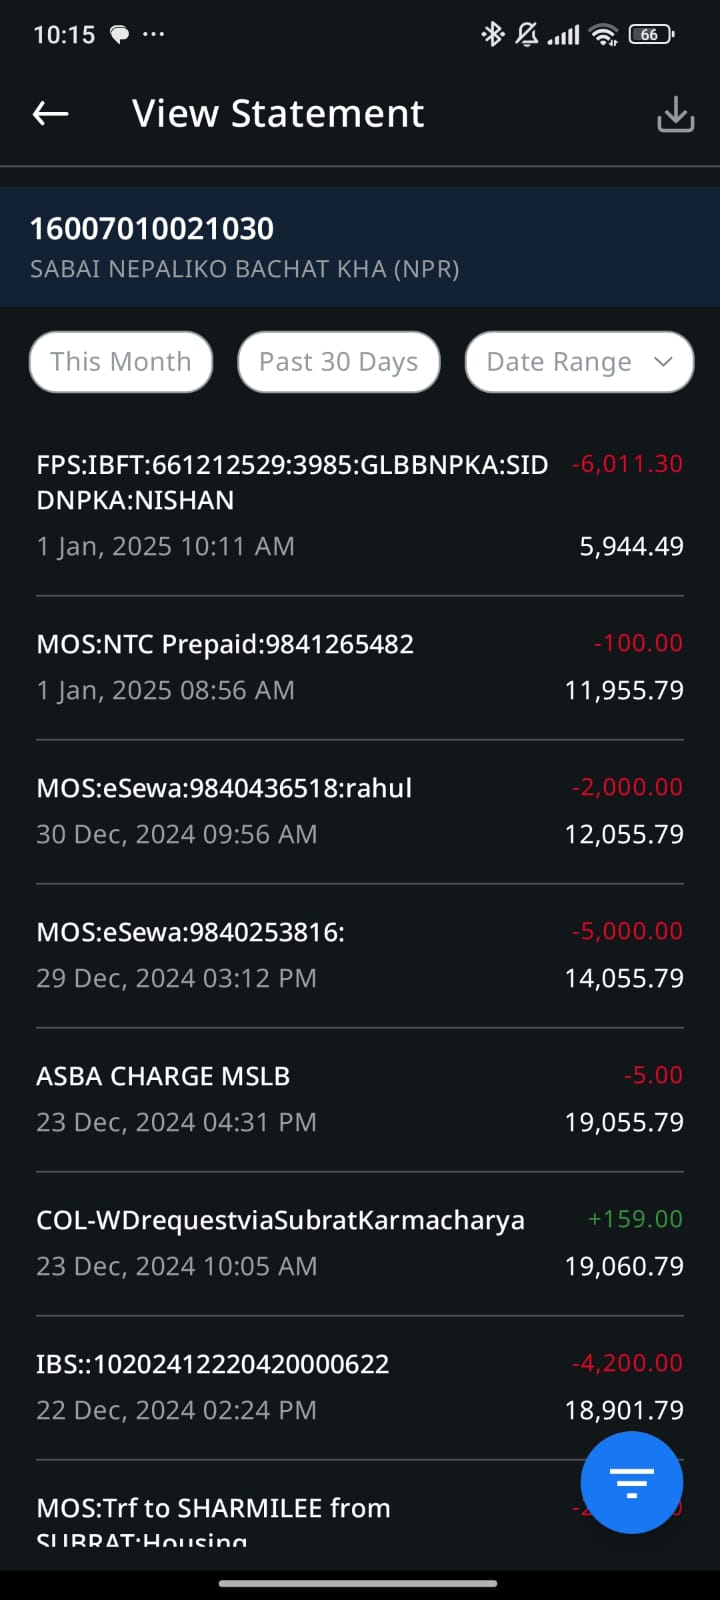 10:15
66
View Statement
16007010021030
SABAI NEPALIKO BACHAT KHA (NPR)
This Month
Past 30 Days
Date Range
FPS:IBFT:661212529:3985:GLBBNPKA:SID -6,011.30
DNPKA:NISHAN
1 Jan, 2025 10:11 AM 5,944.49
MOS:NTC Prepaid:9841265482 -100.00
1 Jan, 2025 08:56 AM 11,955.79
MOS:eSewa:9840436518:rahul -2,000.00
30 Dec, 2024 09:56 AM 12,055.79
MOS:eSewa:9840253816: -5,000.00
29 Dec, 2024 03:12 PM 14,055.79
ASBA CHARGE MSLB -5.00
23 Dec, 2024 04:31 PM 19,055.79
COL-WDrequestviaSubratKarmacharya +159.00
23 Dec, 2024 10:05 AM 19,060.79
IBS::10202412220420000622 -4,200.00
22 Dec, 2024 02:24 PM 18,901.79
MOS:Trf to SHARMILEE from
SUBRAT:Housing